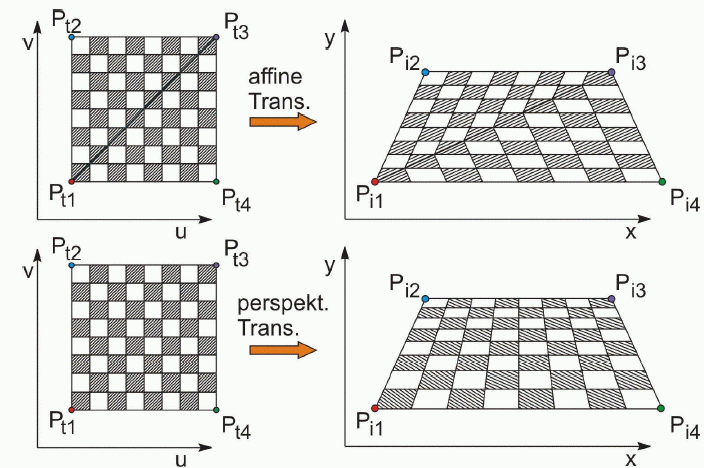 v
Pt2
Pt3
affine
Trans.
Pt1
Pt4
u
y
Pi2
Pi3
Pi1
Pi4
x
v
Pt2
Pt3
perspekt.
Trans.
Pt1
Pt4
u
y
Pi2
Pi3
Pi1
Pi4
x